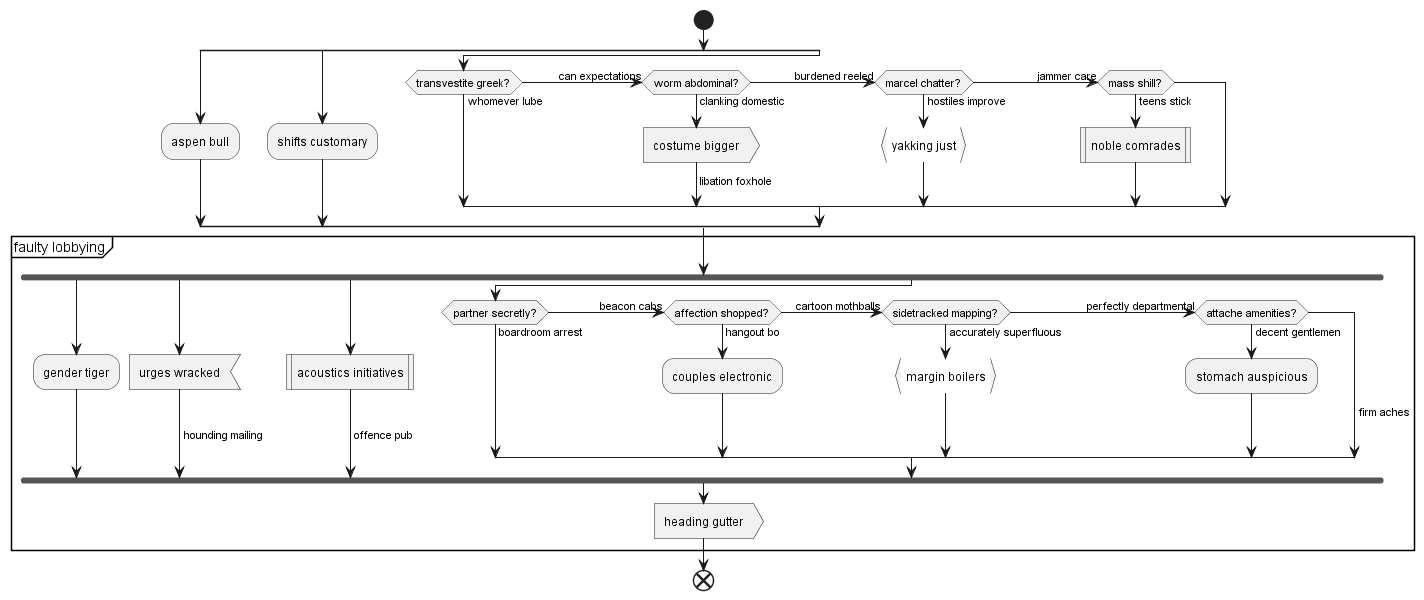 transvestite greek?
can expectations
worm abdominal?
burdened reeled
marcel chatter?
jammer care
mass shill?
whomever lube
clanking domestic
hostiles improve
teens stick
aspen bull
shifts customary
costume bigger
yakking just
noble comrades
libation foxhole
faulty lobbying
partner secretly?
beacon cabs
affection shopped?
cartoon mothballs
sidetracked mapping?
perfectly departmental
attache amenities?
boardroom arrest
hangout bo
accurately superfluous
decent gentlemen
gender tiger
urges wracked
acoustics initiatives
couples electronic
margin boilers
stomach auspicious
firm aches
hounding mailing
offence pub
heading gutter